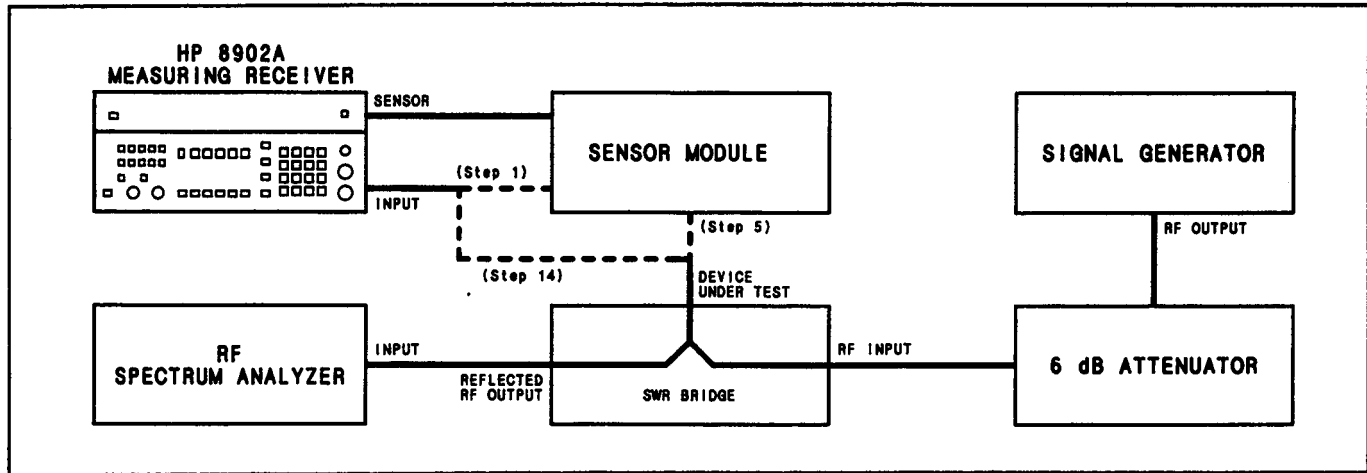 HP 8902A
MEASURING RECEIVER
SENSOR
SENSOR MODULE
SIGNAL GENERATOR
(Step 1)
INPUT
(Step 5)
RF OUTPUT
(Step 14)
DEVICE
UNDER TEST
RF
SPECTRUM ANALYZER
INPUT
REFLECTED
RF OUTPUT
SWR BRIDGE
RF INPUT
6 dB ATTENUATOR